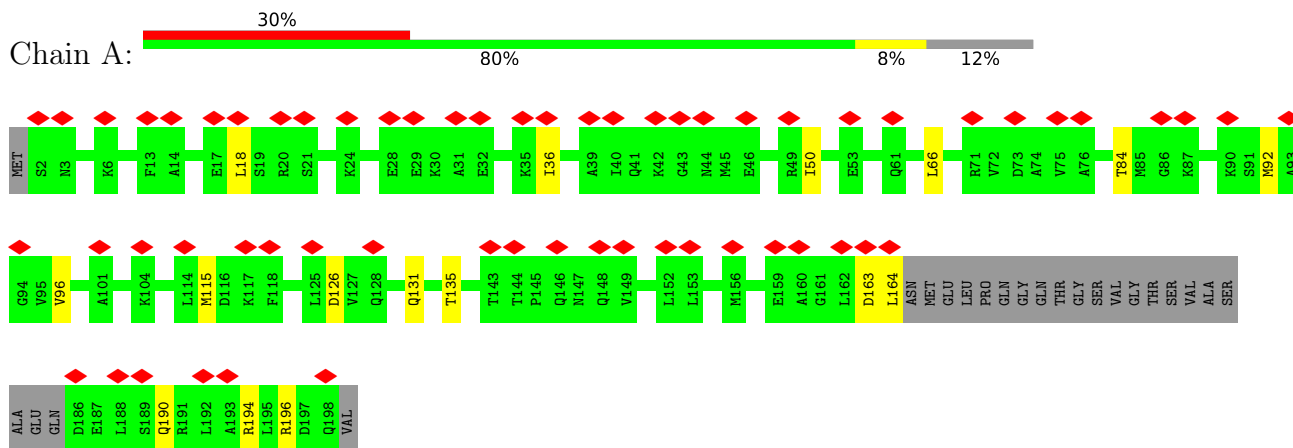 30%
Chain A:
80% 8% 12%
MET S2 N3 K6 F13 A14 E17 L18 S19 R20 S21 K24 E28 E29 K30 A31 E32 K35 I36 A39 I40 Q41 K42 G43 N44 M45 E46 R49 I50 E53 Q61 L66 R71 V72 D73 A74 V75 A76 T84 M85 G86 K87 K90 S91 M92 A93
G94 V95 V96 A101 K104 L114 M115 D116 K117 F118 L125 D126 V127 Q128 Q131 T135 T143 T144 P145 Q146 N147 Q148 V149 L152 L153 M156 E159 A160 G161 L162 D163 L164 ASN MET GLU LEU PRO GLN GLY GLN THR GLY SER VAL GLY THR SER VAL ALA SER
ALA GLU GLN D186 E187 L188 S189 Q190 R191 L192 A193 R194 L195 R196 D197 Q198 VAL